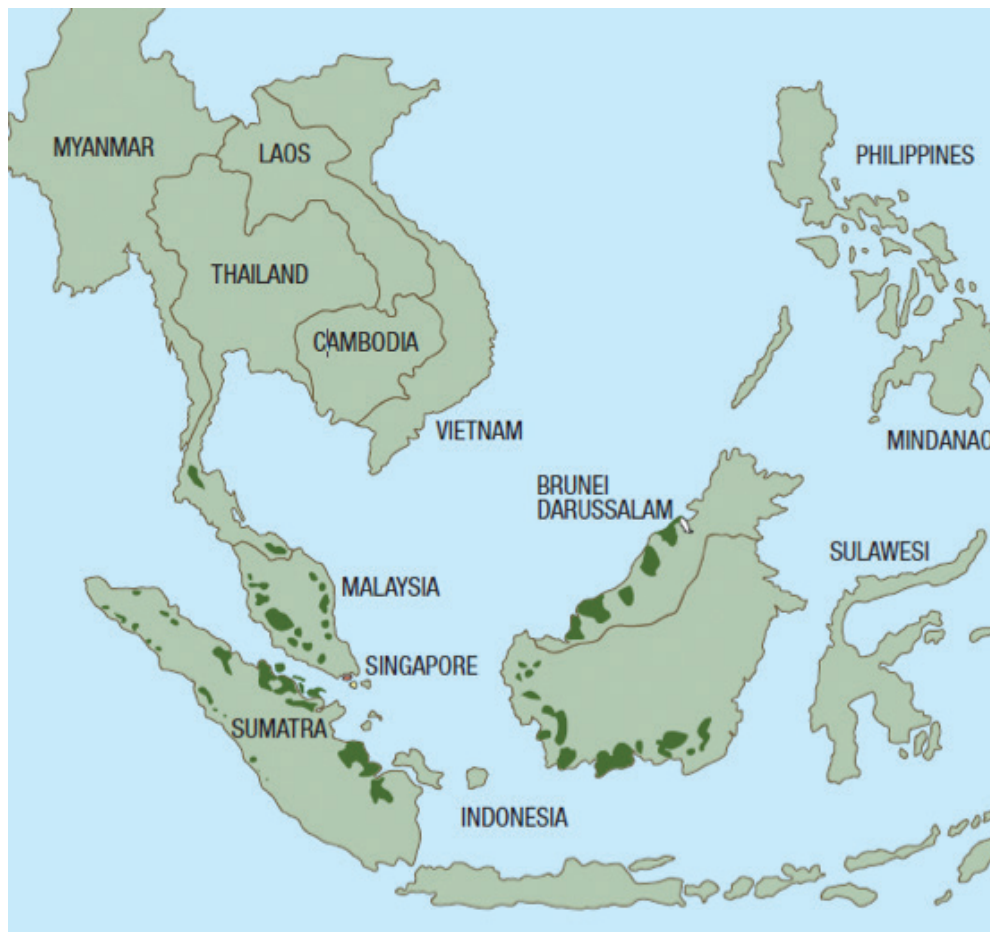 MYANMAR
LAOS
PHILIPPINES
THAILAND
CAMBODIA
VIETNAM
MINDANAO
BRUNEI
DARUSSALAM
SULAWESI
MALAYSIA
SINGAPORE
SUMATRA
INDONESIA